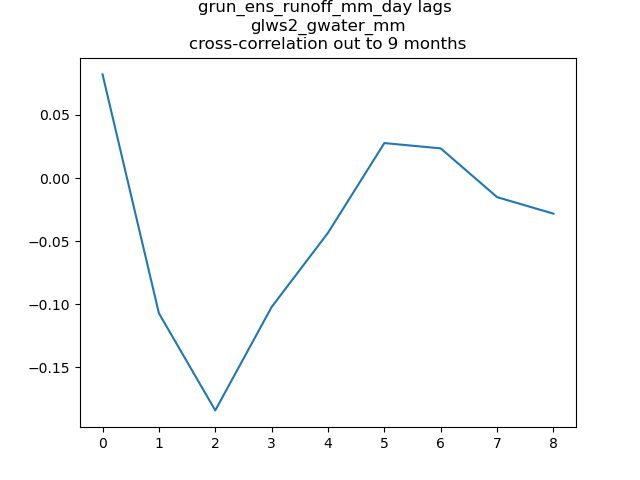 grun_ens_runoff_mm_day lags
glws2_gwater_mm
cross-correlation out to 9 months
0.05
0.00
−0.05
−0.10
−0.15
0 1 2 3 4 5 6 7 8